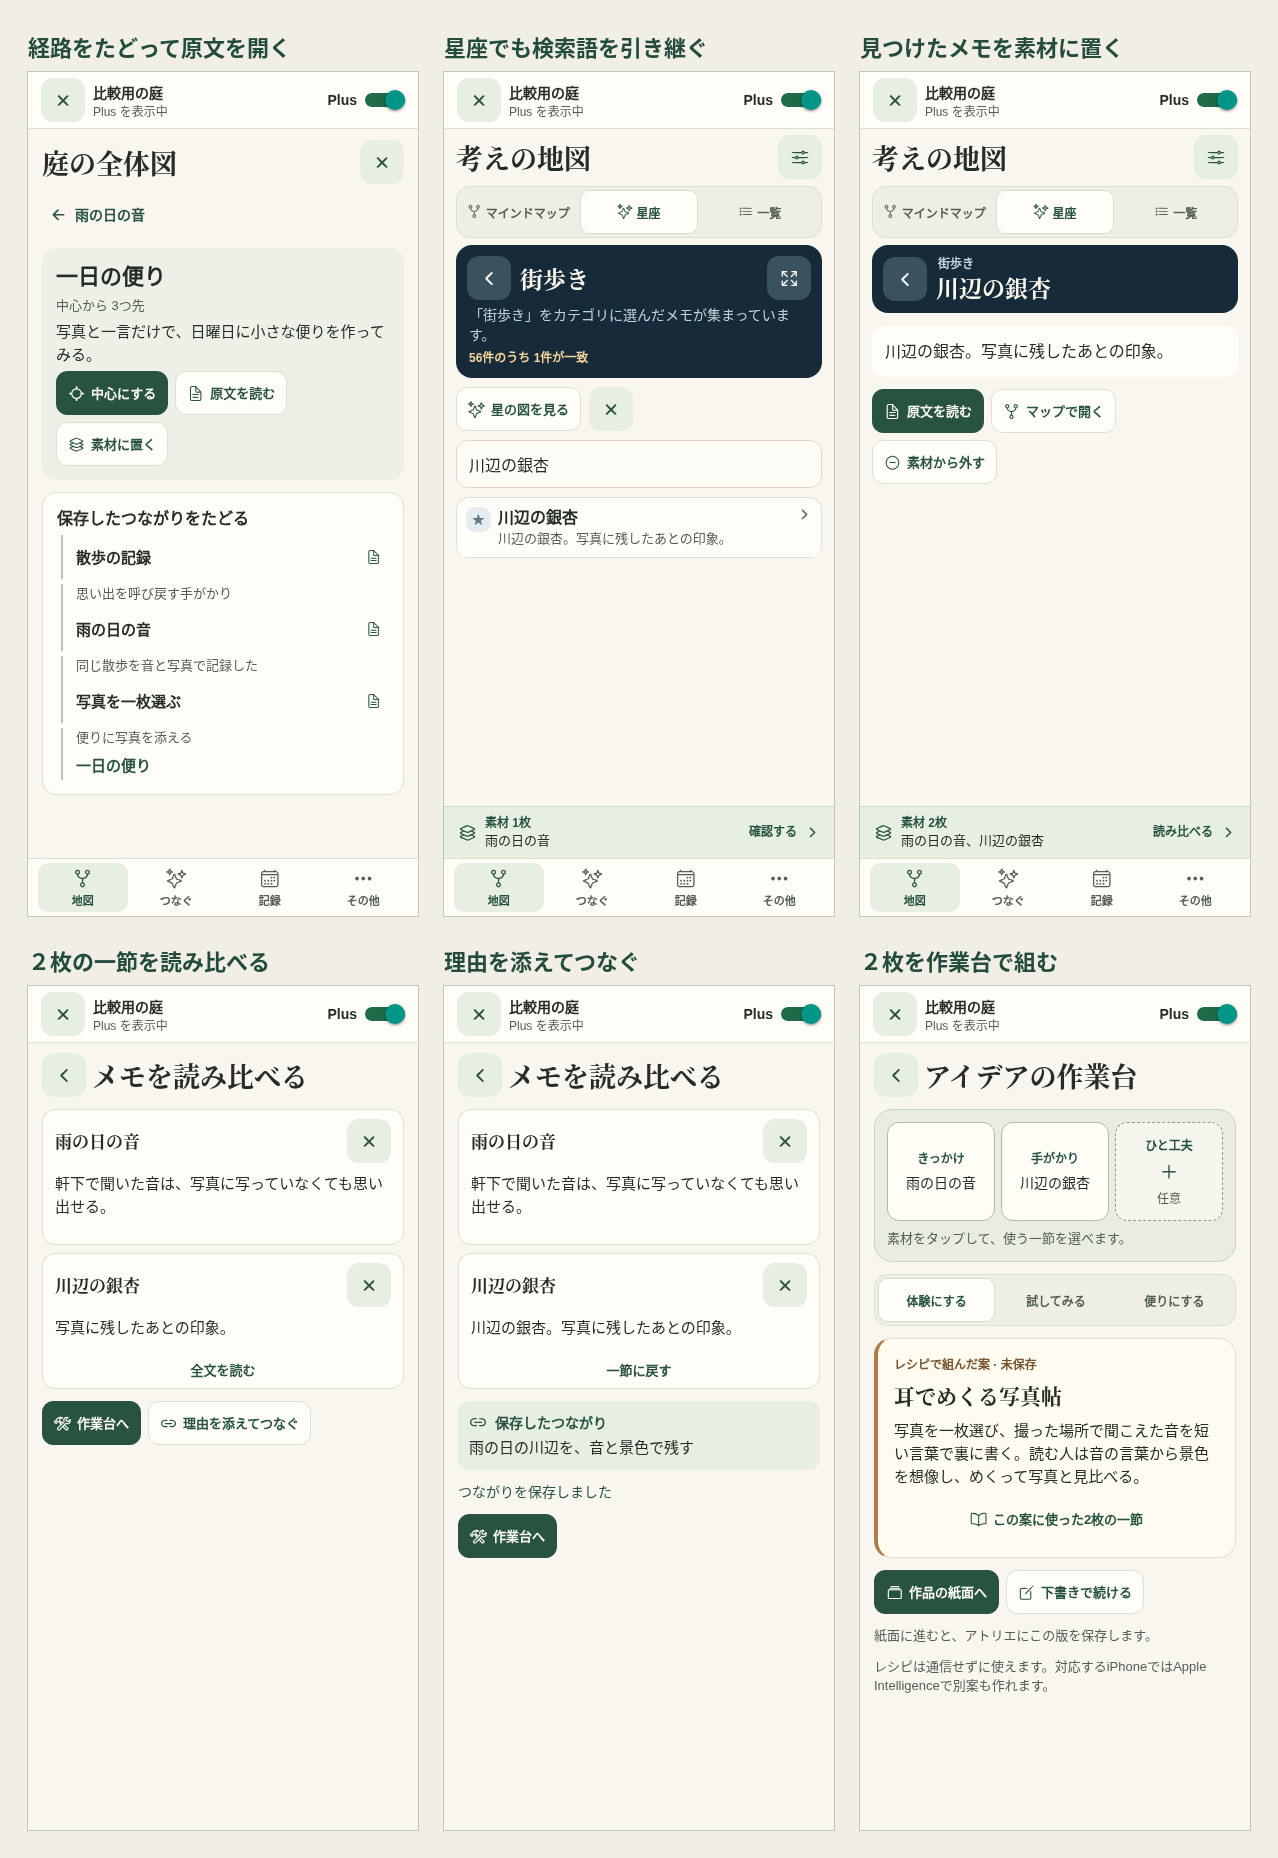 経路をたどって原文を開く
比較用の庭
Plus を表示中
Plus
庭の全体図
雨の日の音
一日の便り
中心から 3つ先
写真と一言だけで、日曜日に小さな便りを作って
みる。
中心にする
原文を読む
素材に置く
保存したつながりをたどる
散歩の記録
思い出を呼び戻す手がかり
雨の日の音
同じ散歩を音と写真で記録した
写真を一枚選ぶ
便りに写真を添える
一日の便り
地図
つなぐ
記録
その他
星座でも検索語を引き継ぐ
比較用の庭
Plus を表示中
Plus
考えの地図
マインドマップ
星座
一覧
街歩き
「街歩き」をカテゴリに選んだメモが集まっていま
す。
56件のうち 1件が一致
星の図を見る
川辺の銀杏
川辺の銀杏
川辺の銀杏。写真に残したあとの印象。
素材 1枚
雨の日の音
確認する
地図
つなぐ
記録
その他
見つけたメモを素材に置く
比較用の庭
Plus を表示中
Plus
考えの地図
マインドマップ
星座
一覧
街歩き
川辺の銀杏
川辺の銀杏。写真に残したあとの印象。
原文を読む
マップで開く
素材から外す
素材 2枚
雨の日の音、川辺の銀杏
読み比べる
地図
つなぐ
記録
その他
２枚の一節を読み比べる
比較用の庭
Plus を表示中
Plus
メモを読み比べる
雨の日の音
軒下で聞いた音は、写真に写っていなくても思い
出せる。
川辺の銀杏
写真に残したあとの印象。
全文を読む
作業台へ
理由を添えてつなぐ
理由を添えてつなぐ
比較用の庭
Plus を表示中
Plus
メモを読み比べる
雨の日の音
軒下で聞いた音は、写真に写っていなくても思い
出せる。
川辺の銀杏
川辺の銀杏。写真に残したあとの印象。
一節に戻す
保存したつながり
雨の日の川辺を、音と景色で残す
つながりを保存しました
作業台へ
２枚を作業台で組む
比較用の庭
Plus を表示中
Plus
アイデアの作業台
きっかけ
雨の日の音
手がかり
川辺の銀杏
ひと工夫
任意
素材をタップして、使う一節を選べます。
体験にする
試してみる
便りにする
レシピで組んだ案 · 未保存
耳でめくる写真帖
写真を一枚選び、撮った場所で聞こえた音を短
い言葉で裏に書く。読む人は音の言葉から景色
を想像し、めくって写真と見比べる。
この案に使った2枚の一節
作品の紙面へ
下書きで続ける
紙面に進むと、アトリエにこの版を保存します。
レシピは通信せずに使えます。対応するiPhoneではApple
Intelligenceで別案も作れます。